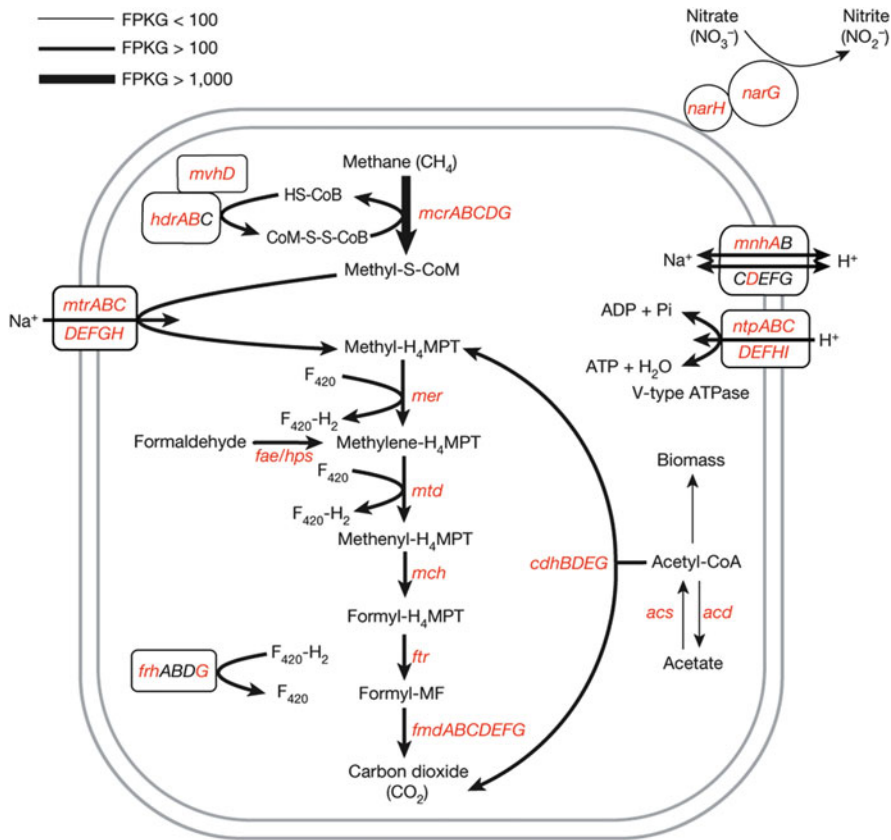 FPKG < 100
FPKG > 100
FPKG > 1,000
Nitrate
(NO₃⁻)
Nitrite
(NO₂⁻)
narH
narG
Methane (CH₄)
mvhD
hdrABC
HS-CoB
CoM-S-S-CoB
mcrABCDG
Methyl-S-CoM
Na⁺
mtrABC
DEFGH
Na⁺
mnhAB
CDEFG
H⁺
ADP + Pi
ATP + H₂O
ntpABC
DEFHI
H⁺
V-type ATPase
Methyl-H₄MPT
F₄₂₀
F₄₂₀-H₂
mer
Formaldehyde
fae/hps
Methylene-H₄MPT
F₄₂₀
F₄₂₀-H₂
mtd
Methenyl-H₄MPT
mch
Formyl-H₄MPT
ftr
frhABDG
F₄₂₀-H₂
F₄₂₀
Formyl-MF
fmdABCDEFG
Carbon dioxide
(CO₂)
cdhBDEG
Biomass
Acetyl-CoA
acs
acd
Acetate